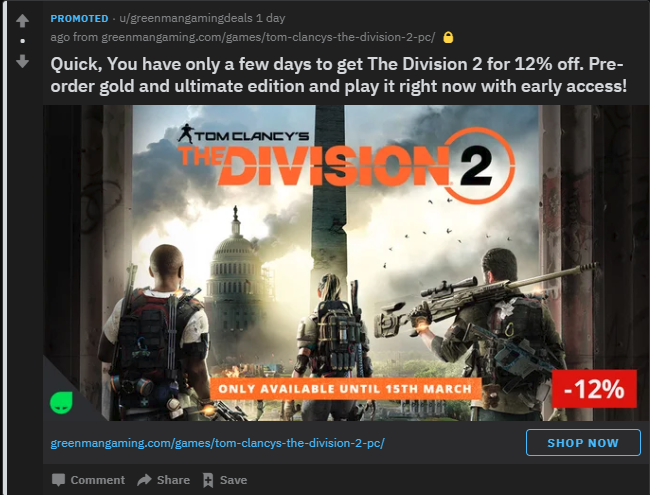 PROMOTED · u/greenmangamingdeals 1 day
ago from greenmangaming.com/games/tom-clancys-the-division-2-pc/
Quick, You have only a few days to get The Division 2 for 12% off. Pre-
order gold and ultimate edition and play it right now with early access!
TOM CLANCY'S
THE DIVISION 2
ONLY AVAILABLE UNTIL 15TH MARCH
-12%
greenmangaming.com/games/tom-clancys-the-division-2-pc/
SHOP NOW
Comment Share Save